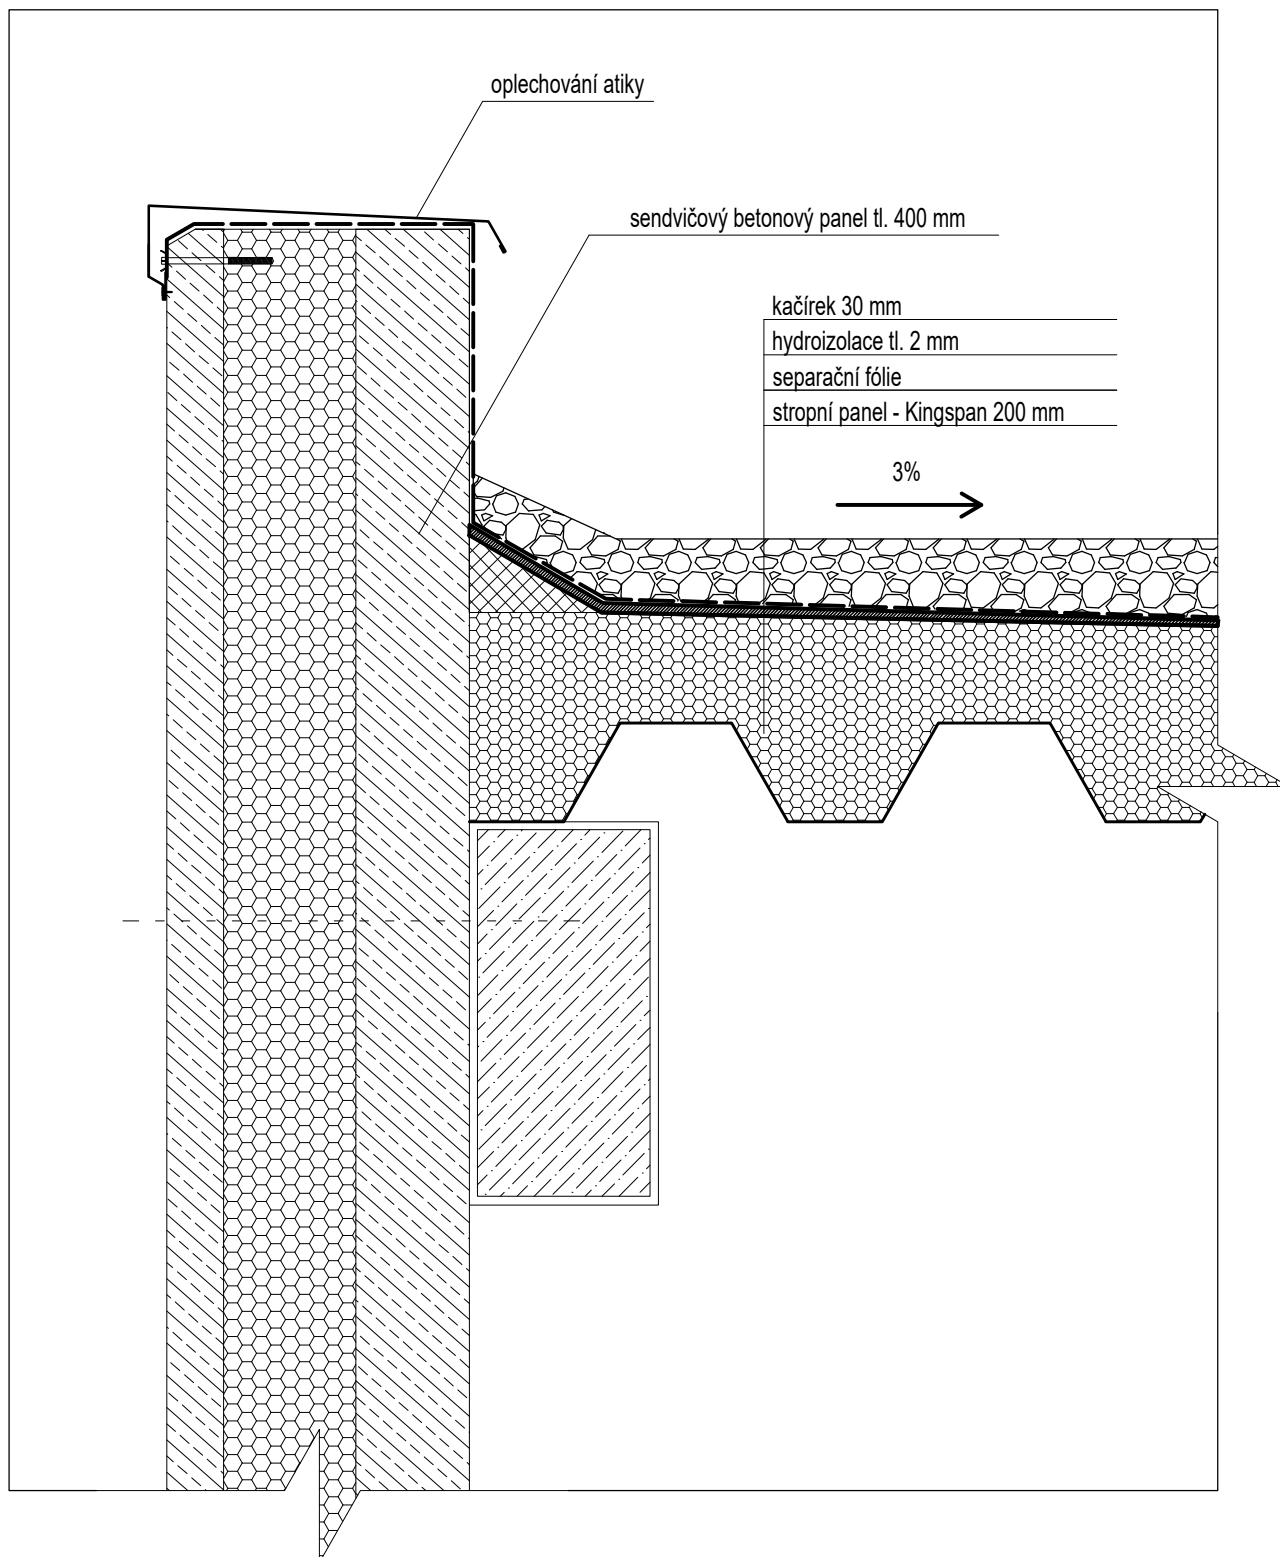 oplechování atiky
sendvičový betonový panel tl. 400 mm
kačírek 30 mm
hydroizolace tl. 2 mm
separační fólie
stropní panel - Kingspan 200 mm
3%